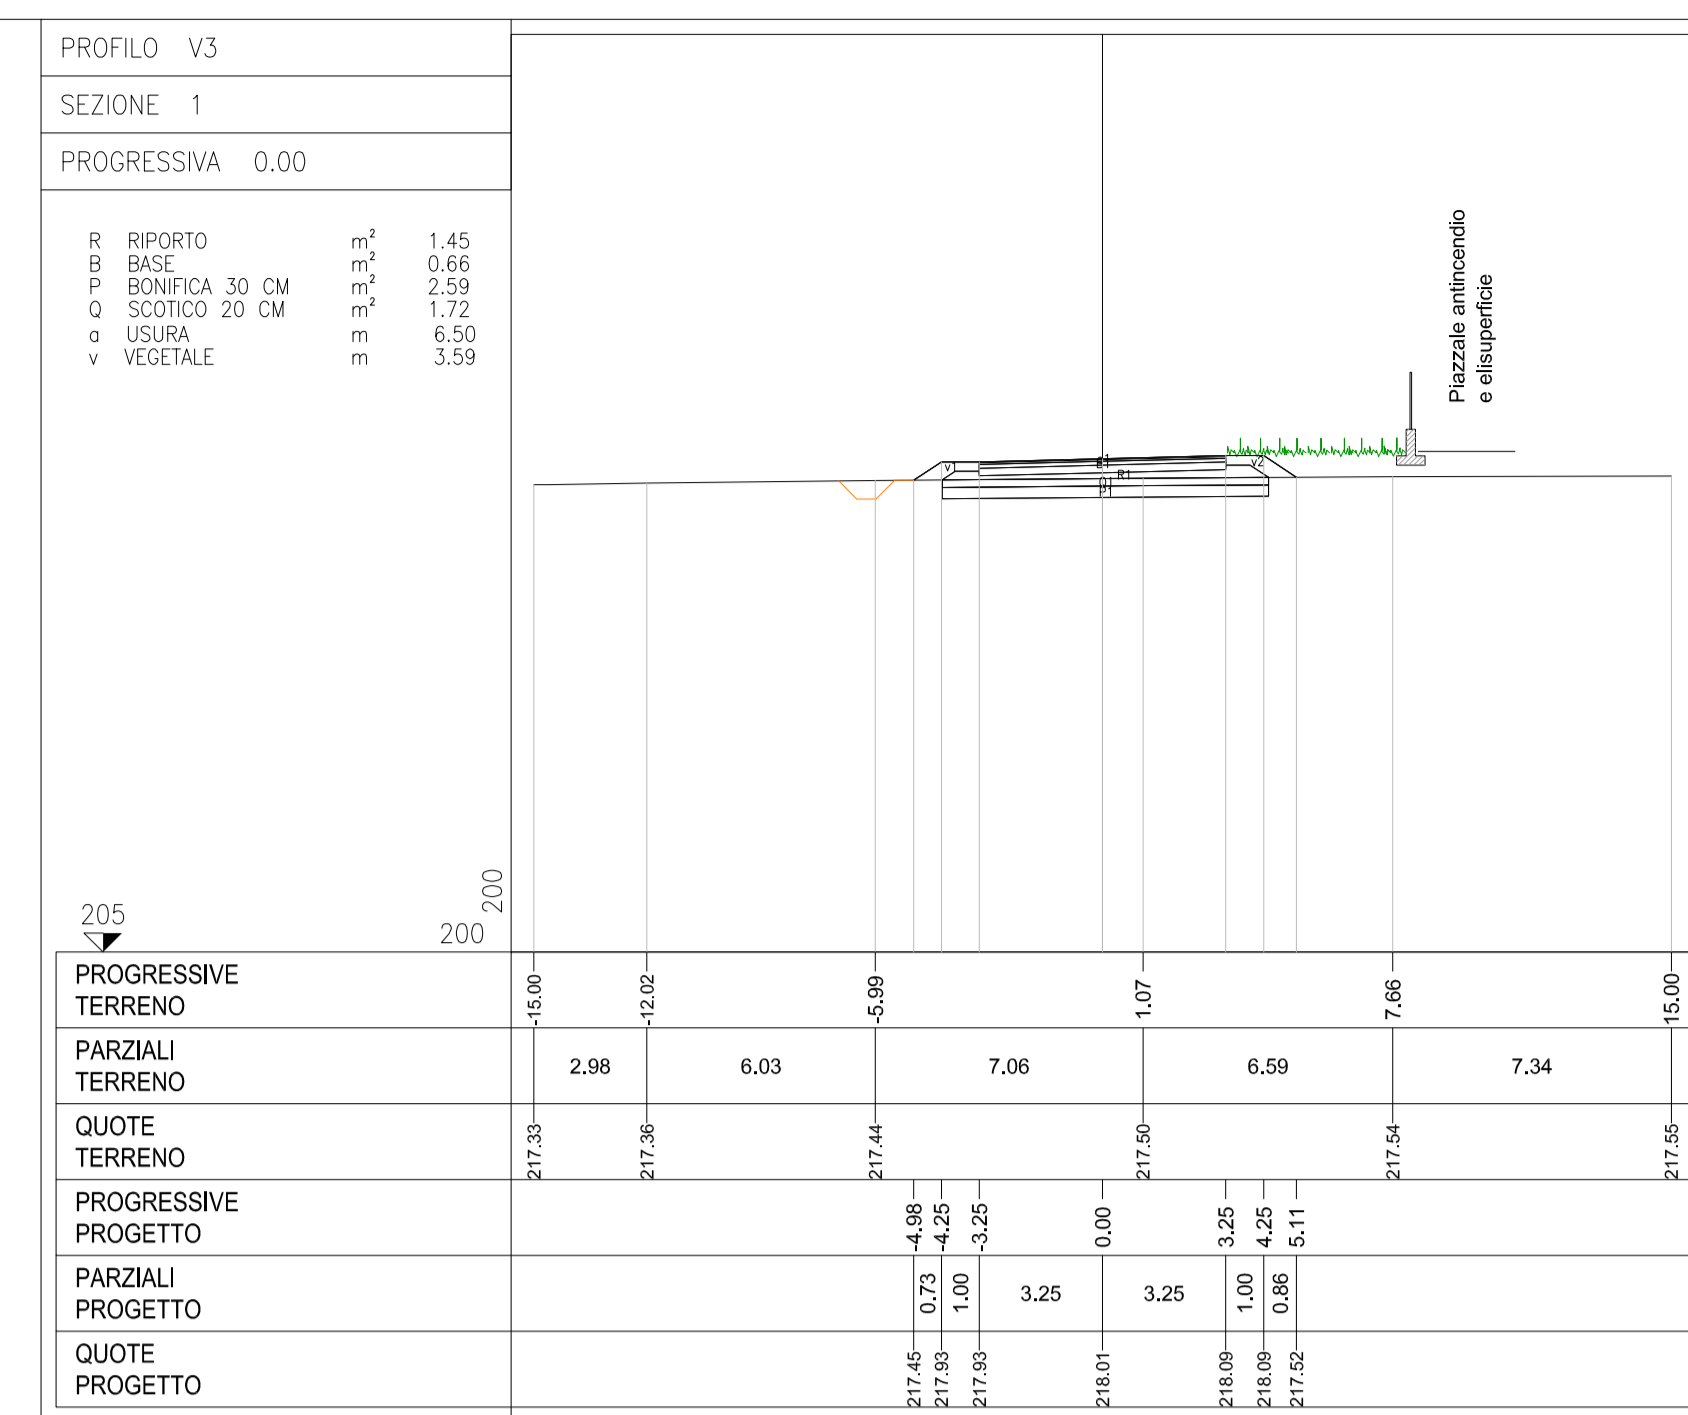 PROFILO V3
SEZIONE 1
PROGRESSIVA 0.00
R RIPORTO m² 1.45
B BASE m² 0.66
P BONIFICA 30 CM m² 2.59
Q SCOTICO 20 CM m² 1.72
a USURA m 6.50
v VEGETALE m 3.59
Piazzale antincendio
e elisuperficie
v2
R1
205
200
200
PROGRESSIVE
TERRENO
-15.00 -12.02 -5.99 1.07 7.66 15.00
PARZIALI
TERRENO
2.98 6.03 7.06 6.59 7.34
QUOTE
TERRENO
217.33 217.36 217.44 217.50 217.54 217.55
PROGRESSIVE
PROGETTO
-4.98 -4.25 -3.25 0.00 3.25 4.25 5.11
PARZIALI
PROGETTO
0.73 1.00 3.25 3.25 1.00 0.86
QUOTE
PROGETTO
217.45 217.93 217.93 218.01 218.09 218.09 217.52